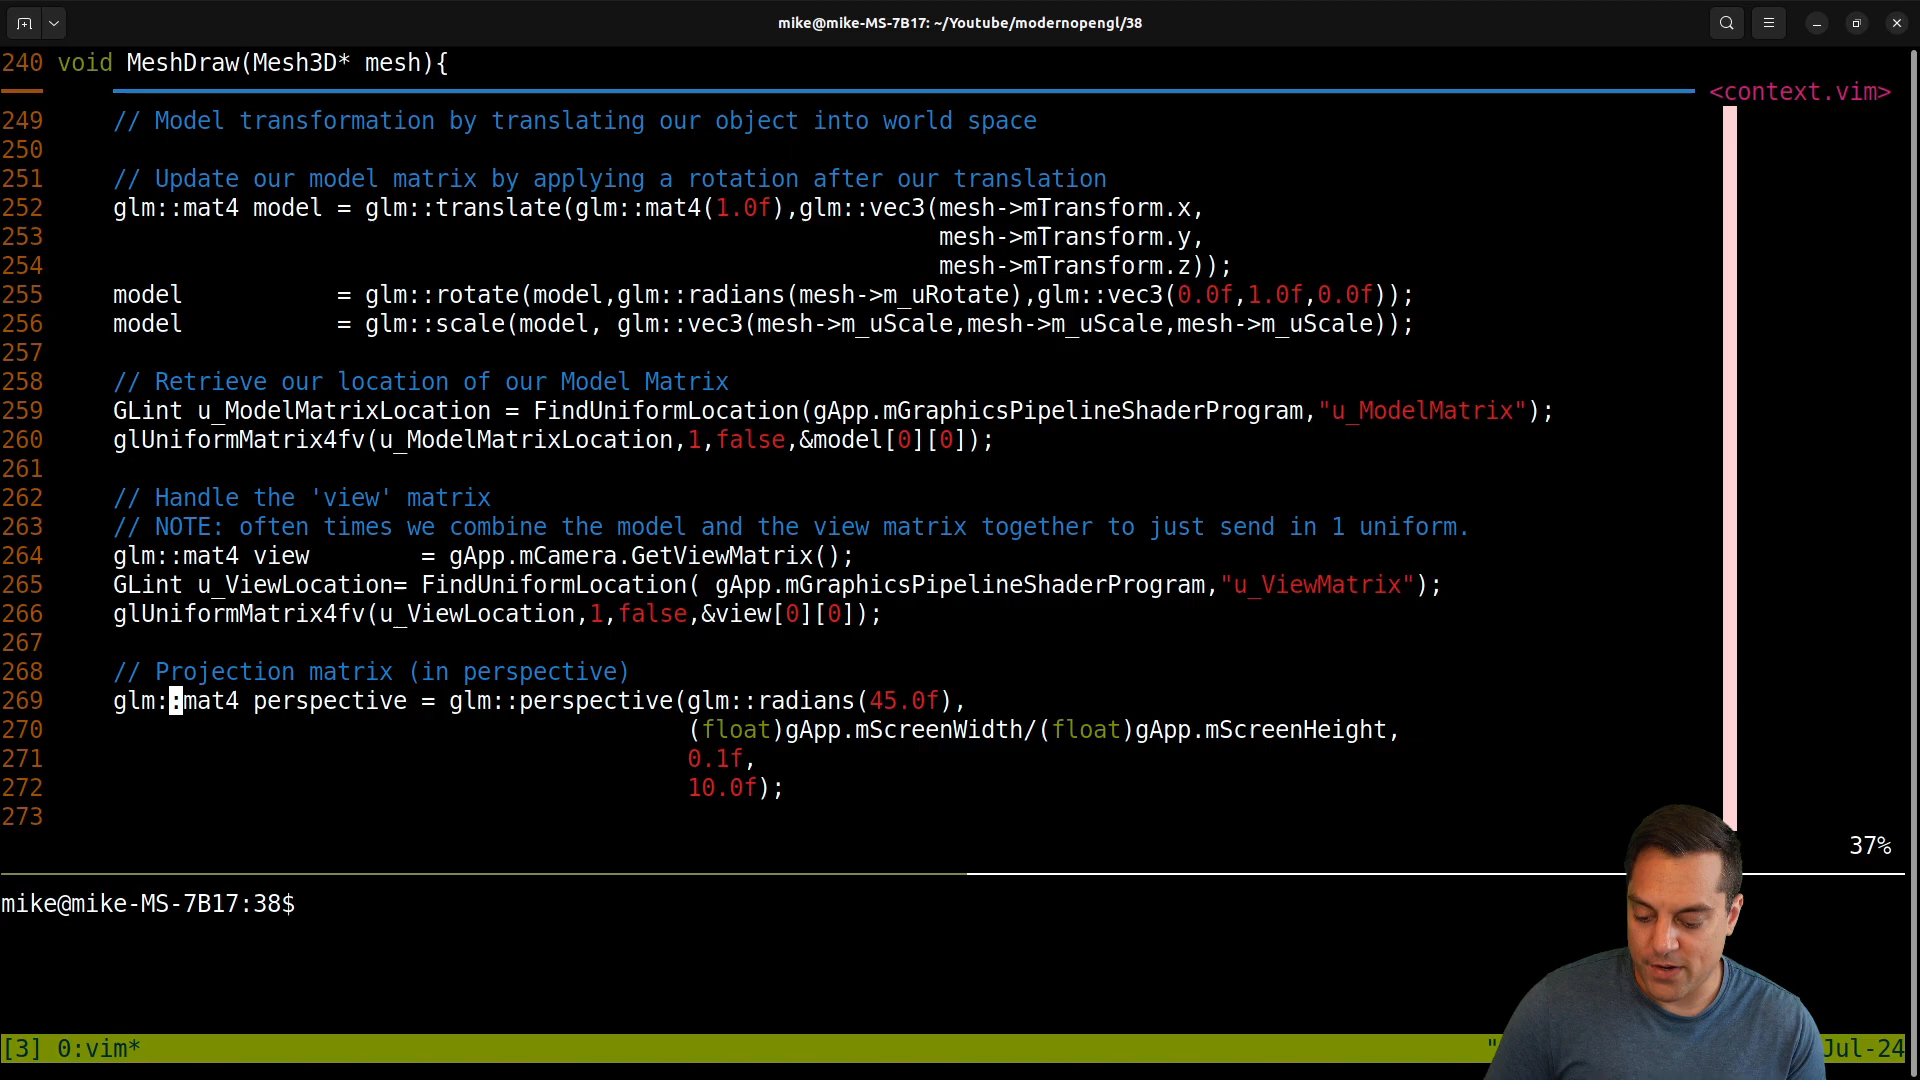 mike@mike-MS-7B17: ~/Youtube/modernopengl/38
240 void MeshDraw(Mesh3D* mesh){
<context.vim>
249     // Model transformation by translating our object into world space
250
251     // Update our model matrix by applying a rotation after our translation
252     glm::mat4 model = glm::translate(glm::mat4(1.0f),glm::vec3(mesh->mTransform.x,
253                                                                mesh->mTransform.y,
254                                                                mesh->mTransform.z));
255     model           = glm::rotate(model,glm::radians(mesh->m_uRotate),glm::vec3(0.0f,1.0f,0.0f));
256     model           = glm::scale(model, glm::vec3(mesh->m_uScale,mesh->m_uScale,mesh->m_uScale));
257
258     // Retrieve our location of our Model Matrix
259     GLint u_ModelMatrixLocation = FindUniformLocation(gApp.mGraphicsPipelineShaderProgram,"u_ModelMatrix");
260     glUniformMatrix4fv(u_ModelMatrixLocation,1,false,&model[0][0]);
261
262     // Handle the 'view' matrix
263     // NOTE: often times we combine the model and the view matrix together to just send in 1 uniform.
264     glm::mat4 view        = gApp.mCamera.GetViewMatrix();
265     GLint u_ViewLocation= FindUniformLocation( gApp.mGraphicsPipelineShaderProgram,"u_ViewMatrix");
266     glUniformMatrix4fv(u_ViewLocation,1,false,&view[0][0]);
267
268     // Projection matrix (in perspective)
269     glm::mat4 perspective = glm::perspective(glm::radians(45.0f),
270                                              (float)gApp.mScreenWidth/(float)gApp.mScreenHeight,
271                                              0.1f,
272                                              10.0f);
273
37%
mike@mike-MS-7B17:38$
[3] 0:vim* " Jul-24